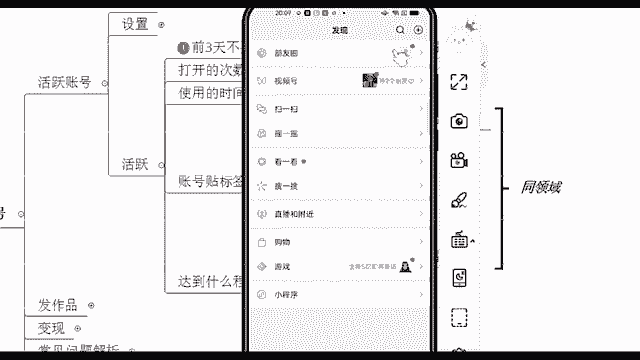 设置
前3天不
打开的次数
活跃账号
使用的时间
活跃
账号贴标签
达到什么程
号
发作品
变现
常见问题解析
20:09
发现
朋友圈
视频号
扫一扫
摇一摇
看一看
搜一搜
直播和附近
购物
游戏
小程序
同领域